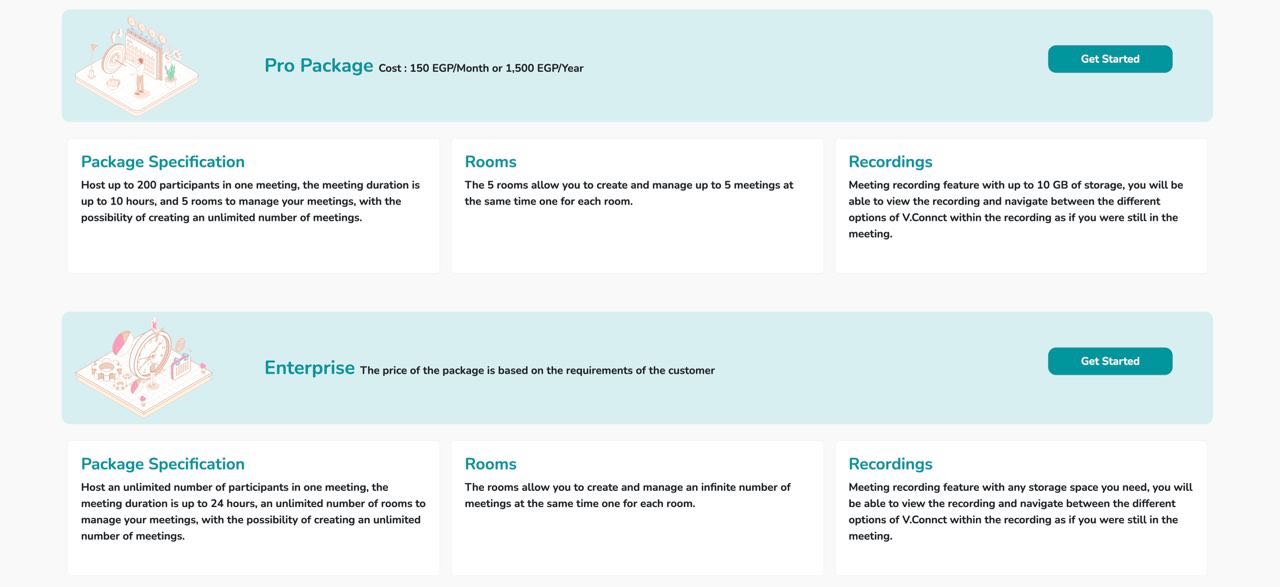 Pro Package Cost : 150 EGP/Month or 1,500 EGP/Year
Get Started
Package Specification
Host up to 200 participants in one meeting, the meeting duration is
up to 10 hours, and 5 rooms to manage your meetings, with the
possibility of creating an unlimited number of meetings.
Rooms
The 5 rooms allow you to create and manage up to 5 meetings at
the same time one for each room.
Recordings
Meeting recording feature with up to 10 GB of storage, you will be
able to view the recording and navigate between the different
options of V.Connct within the recording as if you were still in the
meeting.
Enterprise The price of the package is based on the requirements of the customer
Get Started
Package Specification
Host an unlimited number of participants in one meeting, the
meeting duration is up to 24 hours, an unlimited number of rooms to
manage your meetings, with the possibility of creating an unlimited
number of meetings.
Rooms
The rooms allow you to create and manage an infinite number of
meetings at the same time one for each room.
Recordings
Meeting recording feature with any storage space you need, you will
be able to view the recording and navigate between the different
options of V.Connct within the recording as if you were still in the
meeting.